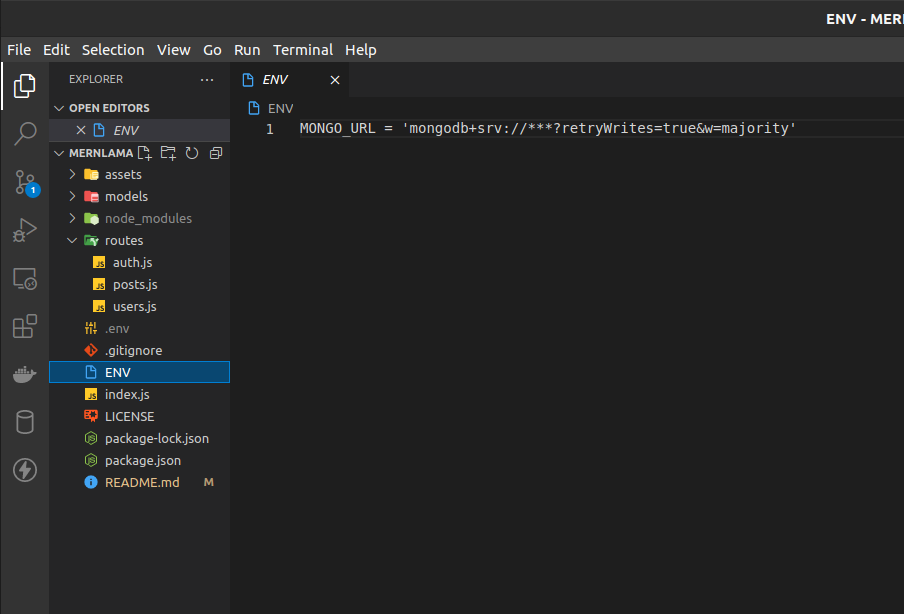 ENV - MER
File Edit Selection View Go Run Terminal Help
EXPLORER ...
OPEN EDITORS
ENV
MERNLAMA
assets
models
node_modules
routes
auth.js
posts.js
users.js
.env
.gitignore
ENV
index.js
LICENSE
package-lock.json
package.json
README.md M
1
ENV
ENV
1 MONGO_URL = 'mongodb+srv://***?retryWrites=true&w=majority'